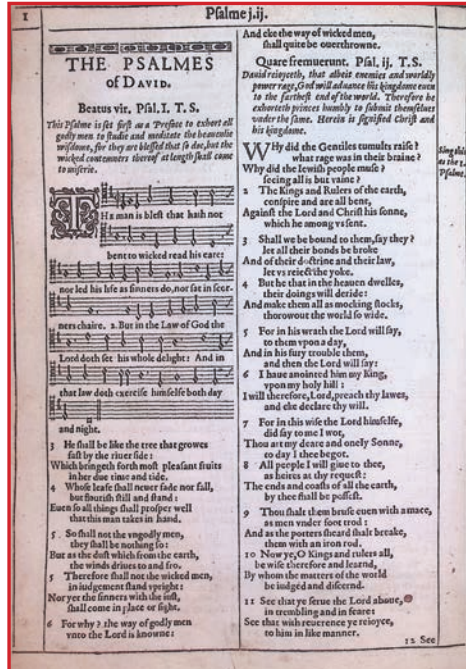 1
Psalme j.ij.
THE PSALMES
of DAVID.
Beatus vir. Psal, I. T. S.
This Psalme is set first as a Preface to exhort all
godly men to studie and meditate the heauenlie
wisdome, for they are blessed that so doe, but the
wicked contemners thereof at length shall come
to miserie.
THe man is blest that hath not
bent to wicked read his eare:
nor led his life as sinners do, nor sat in scor-
ners chaire. 2. But in the Law of God the
Lord doth set his whole delight: And in
that law doth exercise himselfe both day
and night.
3 He shall be like the tree that growes
fast by the riuer side:
Which bringeth forth most pleasant fruits
in her due time and tide.
4 Whose leafe shall neuer fade nor fall,
but flourish still and stand:
Euen so all things shall prosper well
that this man takes in hand.
5 . So shall not the vngodly men,
they shall be nothing so:
But as the dust which from the earth,
the winds driues to and fro.
5 Therefore shall not the wicked men,
in iudgement stand vpright:
Nor yet the sinners with the iust,
shall come in place or sight.
6 For why? the way of godly men
vnto the Lord is knowne:
And eke the way of wicked men,
shall quite be ouerthrowne.
Quare fremuerunt. Psal. ij. T. S.
Dauid reioyceth, that albeit enemies and worldly
power rage, God will aduance his kingdome euen
to the farthest end of the world. Therefore he
exhorteth princes humbly to submit themselues
vnder the same. Herein is signified Christ and
his kingdome.
Sing this
as the 1.
Psalme.
WHy did the Gentiles tumults raise?
what rage was in their braine?
Why did the Iewish people muse?
seeing all is but vaine?
2 The Kings and Rulers of the earth,
conspire and are all bent,
Against the Lord and Christ his sonne,
which he among vs sent.
3 Shall we be bound to them, say they?
let all their bonds be broke
And of their doctrine and their law,
let vs reiect the yoke.
4 But he that in the heauen dwelles,
their doings will deride:
And make them all as mocking stocks,
thorowout the world so wide.
5 For in his wrath the Lord will say,
to them vpon a day,
And in his fury trouble them,
and then the Lord will say:
6 I haue anointed him my King,
vpon my holy hill:
I will therefore, Lord, preach thy lawes,
and eke declare thy will.
7 For in this wise the Lord himselfe,
did say to me I wot,
Thou art my deare and onely Sonne,
to day I thee begot.
8 All people I will giue to thee,
as heires at thy request:
The ends and coasts of all the earth,
by thee shall be possest.
9 Thou shalt them bruse euen with a mace,
as men vnder foot trod:
And as the potters sheard shalt breake,
them with an iron rod.
10 Now ye, O Kings and rulers all,
be wise therefore and learnd,
By whom the matters of the world
be iudged and discernd.
11 See that ye serue the Lord aboue,
in trembling and in feare:
See that with reuerence ye reioyce,
to him in like manner.
12 See